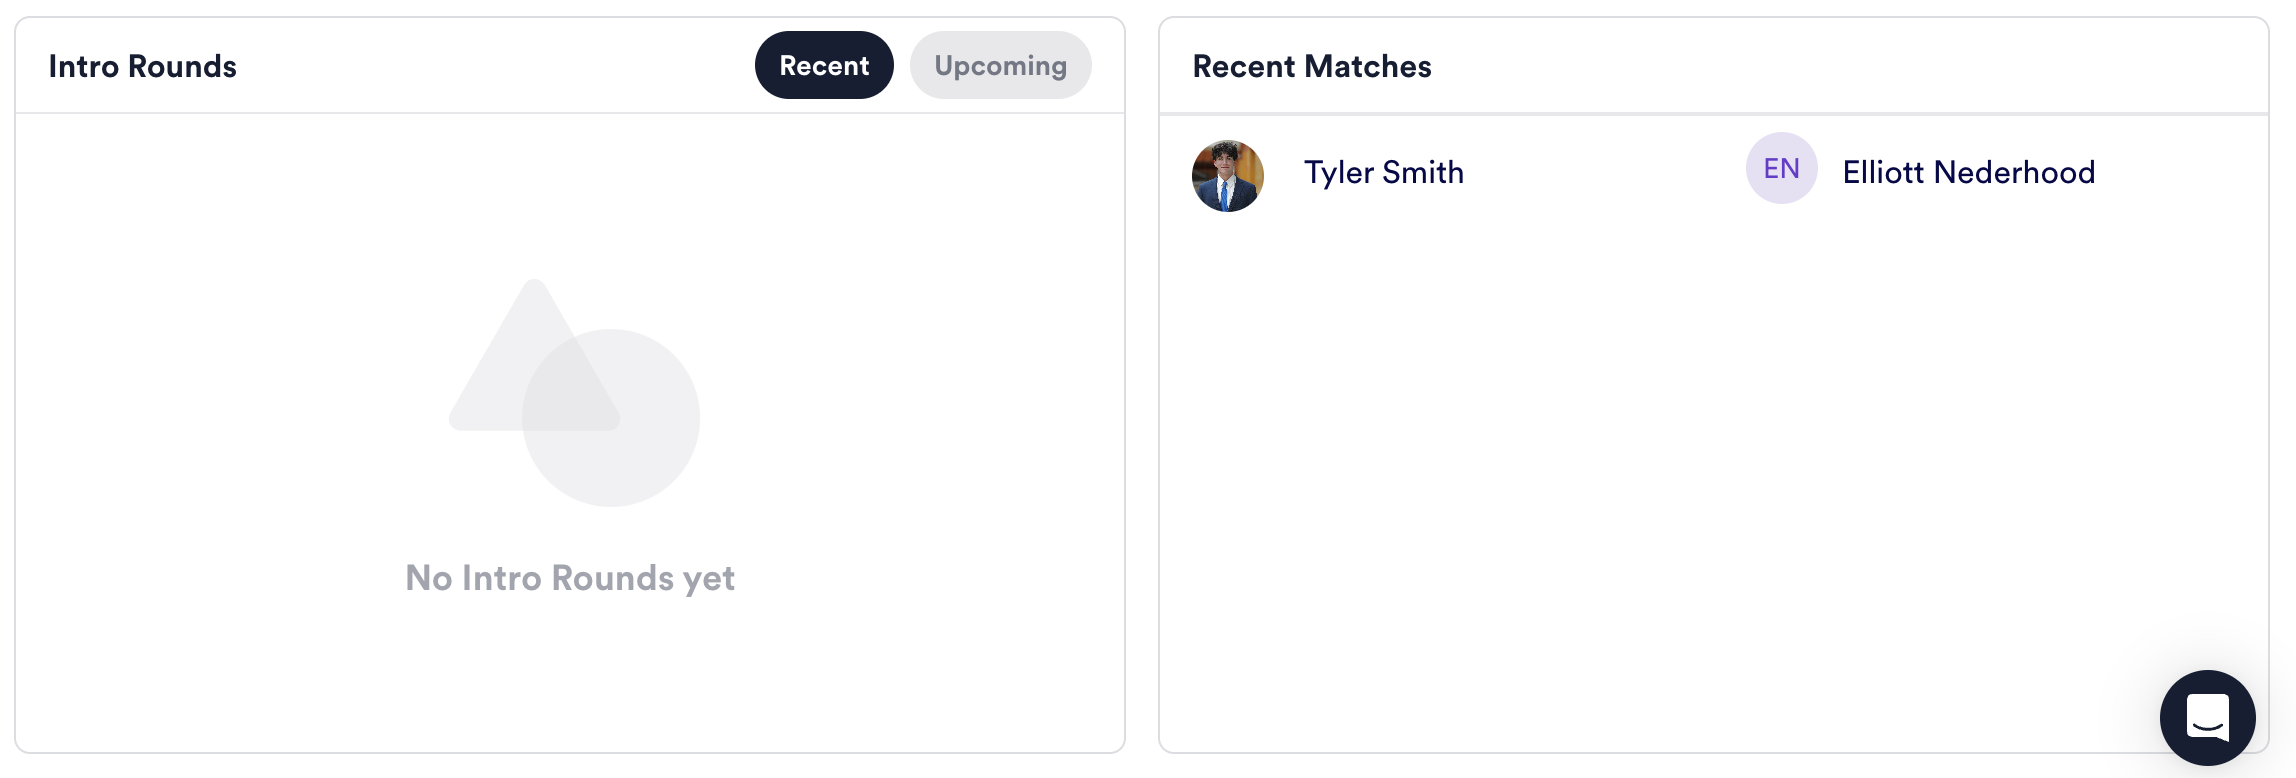 Intro Rounds
Recent
Upcoming
No Intro Rounds yet
Recent Matches
Tyler Smith
EN
Elliott Nederhood